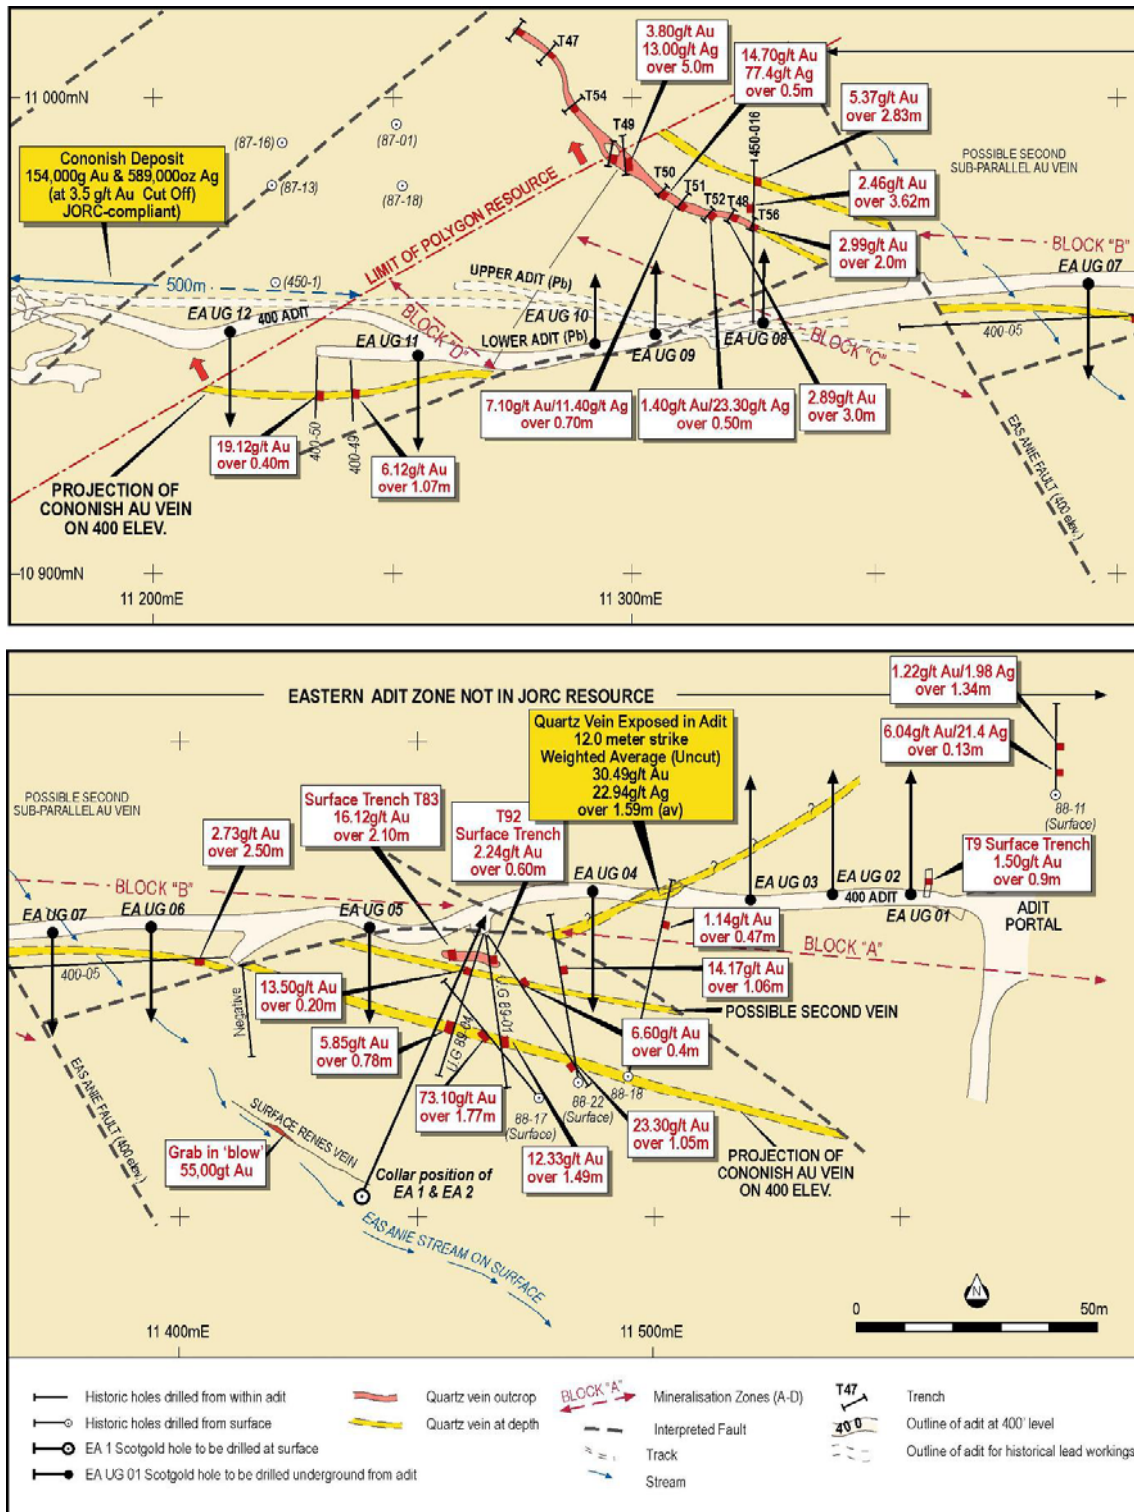 T47
3.80g/t Au
13.00g/t Ag
over 5.0m
14.70g/t Au
77.4g/t Ag
over 0.5m
11 000mN
T54
T49
5.37g/t Au
over 2.83m
(87-16)
(87-01)
450-016
POSSIBLE SECOND
SUB-PARALLEL AU VEIN
Cononish Deposit
154,000g Au & 589,000oz Ag
(at 3.5 g/t Au Cut Off)
JORC-compliant)
(87-13)
(87-18)
T50
T51
T52
T48
T56
2.46g/t Au
over 3.62m
LIMIT OF POLYGON RESOURCE
2.99g/t Au
over 2.0m
BLOCK "B"
EA UG 07
500m
(450-1)
UPPER ADIT (Pb)
EA UG 12
400 ADIT
EA UG 10
EA UG 11
BLOCK "D"
LOWER ADIT (Pb)
EA UG 09
EA UG 08
BLOCK "C"
400-05
7.10g/t Au/11.40g/t Ag
over 0.70m
1.40g/t Au/23.30g/t Ag
over 0.50m
2.89g/t Au
over 3.0m
19.12g/t Au
over 0.40m
400-50
400-49
6.12g/t Au
over 1.07m
EAS ANIE FAULT (400 elev.)
PROJECTION OF
CONONISH AU VEIN
ON 400 ELEV.
10 900mN
11 200mE
11 300mE
EASTERN ADIT ZONE NOT IN JORC RESOURCE
1.22g/t Au/1.98 Ag
over 1.34m
6.04g/t Au/21.4 Ag
over 0.13m
Quartz Vein Exposed in Adit
12.0 meter strike
Weighted Average (Uncut)
30.49g/t Au
22.94g/t Ag
over 1.59m (av)
POSSIBLE SECOND
SUB-PARALLEL AU VEIN
Surface Trench T83
16.12g/t Au
over 2.10m
T92
Surface Trench
2.24g/t Au
over 0.60m
88-11
(Surface)
2.73g/t Au
over 2.50m
T9 Surface Trench
1.50g/t Au
over 0.9m
BLOCK "B"
EA UG 07
EA UG 06
EA UG 05
EA UG 04
EA UG 03
EA UG 02
400 ADIT
EA UG 01
ADIT
PORTAL
1.14g/t Au
over 0.47m
BLOCK "A"
400-05
Negative
13.50g/t Au
over 0.20m
14.17g/t Au
over 1.06m
POSSIBLE SECOND VEIN
U.G 89-04
U.G 89-01
5.85g/t Au
over 0.78m
6.60g/t Au
over 0.4m
73.10g/t Au
over 1.77m
88-17
(Surface)
88-22
(Surface)
88-18
23.30g/t Au
over 1.05m
EAS ANIE FAULT (400 elev.)
SURFACE RENES VEIN
Grab in 'blow'
55,00gt Au
12.33g/t Au
over 1.49m
PROJECTION OF
CONONISH AU VEIN
ON 400 ELEV.
Collar position of
EA 1 & EA 2
EAS ANIE STREAM ON SURFACE
N
0
50m
11 400mE
11 500mE
Historic holes drilled from within adit
Historic holes drilled from surface
EA 1 Scotgold hole to be drilled at surface
EA UG 01 Scotgold hole to be drilled underground from adit
Quartz vein outcrop
Quartz vein at depth
BLOCK "A"
Mineralisation Zones (A-D)
Interpreted Fault
Track
Stream
T47
Trench
400
Outline of adit at 400' level
Outline of adit for historical lead workings